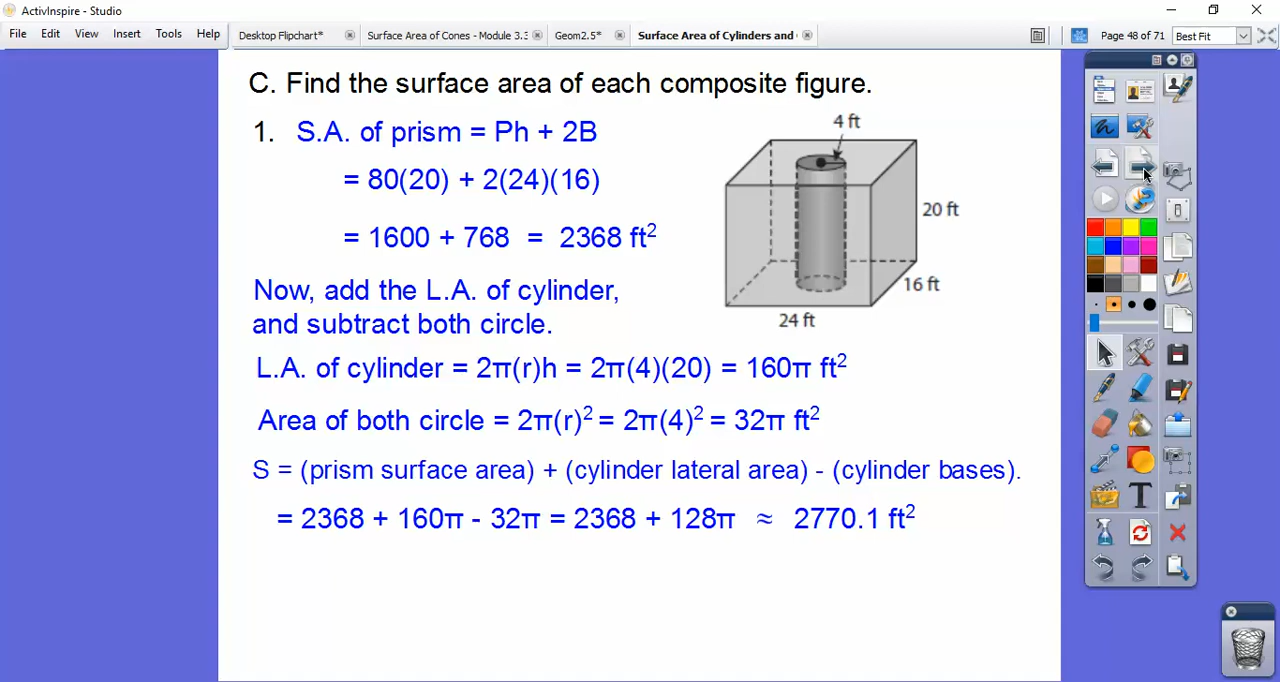 ActivInspire - Studio
File Edit View Insert Tools Help
Desktop Flipchart* Surface Area of Cones - Module 3.3 Geom2.5* Surface Area of Cylinders and
Page 48 of 71 Best Fit
C. Find the surface area of each composite figure.
1. S.A. of prism = Ph + 2B
= 80(20) + 2(24)(16)
= 1600 + 768 = 2368 ft²
4 ft
20 ft
16 ft
24 ft
Now, add the L.A. of cylinder,
and subtract both circle.
L.A. of cylinder = 2π(r)h = 2π(4)(20) = 160π ft²
Area of both circle = 2π(r)² = 2π(4)² = 32π ft²
S = (prism surface area) + (cylinder lateral area) - (cylinder bases).
= 2368 + 160π - 32π = 2368 + 128π ≈ 2770.1 ft²